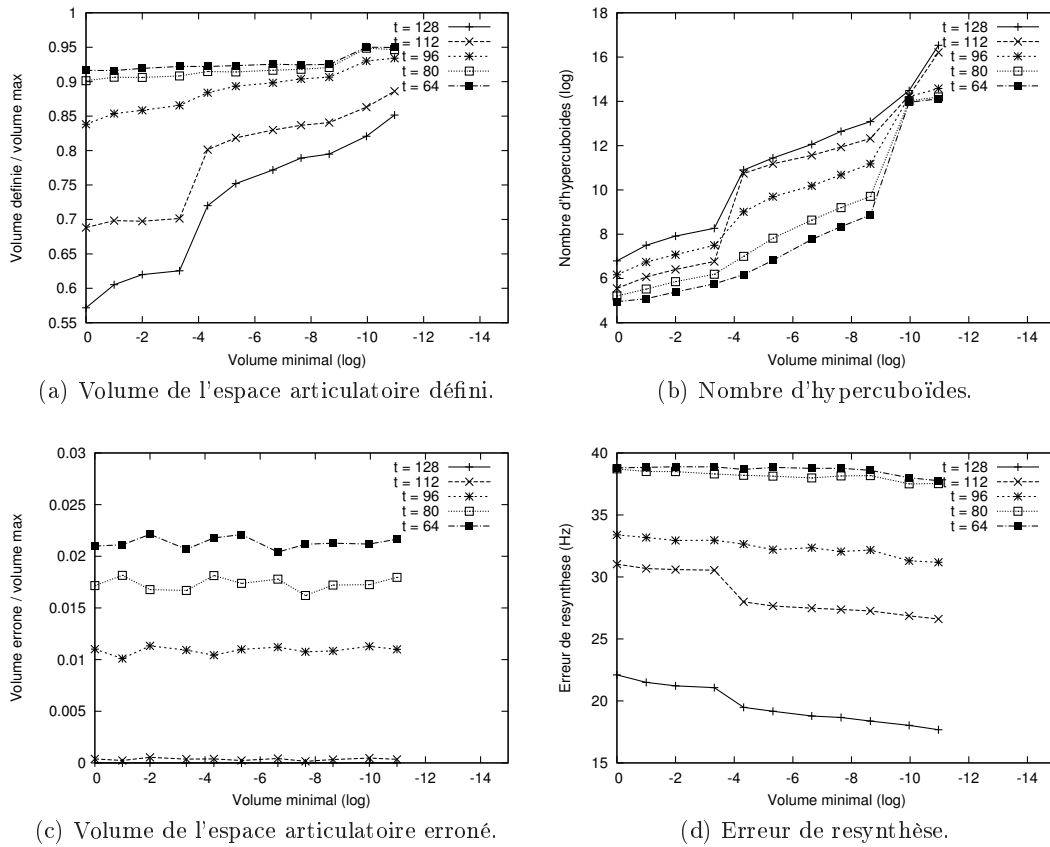 Volume definie / volume max
1
0.95
0.9
0.85
0.8
0.75
0.7
0.65
0.6
0.55
0 -2 -4 -6 -8 -10 -12 -14
Volume minimal (log)
t = 128
t = 112
t = 96
t = 80
t = 64
(a) Volume de l'espace articulatoire défini.
Nombre d'hypercuboides (log)
18
16
14
12
10
8
6
4
0 -2 -4 -6 -8 -10 -12 -14
Volume minimal (log)
t = 128
t = 112
t = 96
t = 80
t = 64
(b) Nombre d'hypercuboïdes.
Volume errone / volume max
0.03
0.025
0.02
0.015
0.01
0.005
0
0 -2 -4 -6 -8 -10 -12 -14
Volume minimal (log)
t = 128
t = 112
t = 96
t = 80
t = 64
(c) Volume de l'espace articulatoire erroné.
Erreur de resynthese (Hz)
40
35
30
25
20
15
0 -2 -4 -6 -8 -10 -12 -14
Volume minimal (log)
t = 128
t = 112
t = 96
t = 80
t = 64
(d) Erreur de resynthèse.